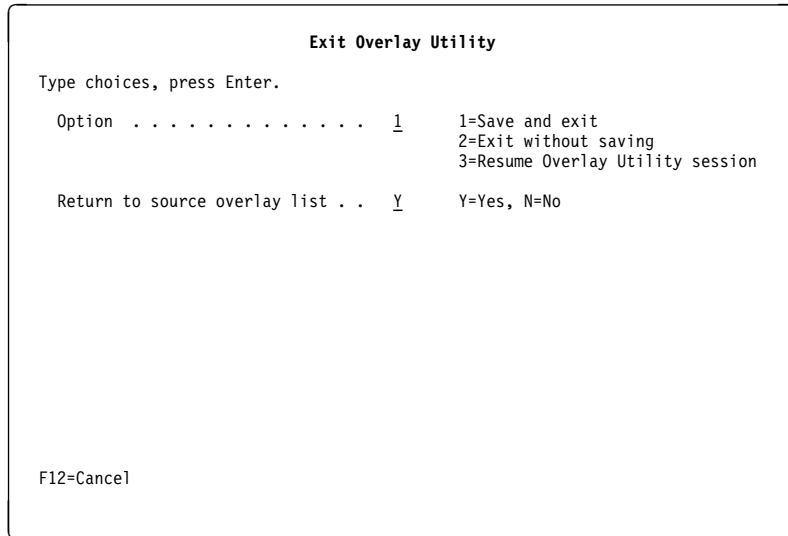 Exit Overlay Utility
Type choices, press Enter.
Option . . . . . . . . . . . . . 1 1=Save and exit
2=Exit without saving
3=Resume Overlay Utility session
Return to source overlay list . . Y Y=Yes, N=No
F12=Cancel